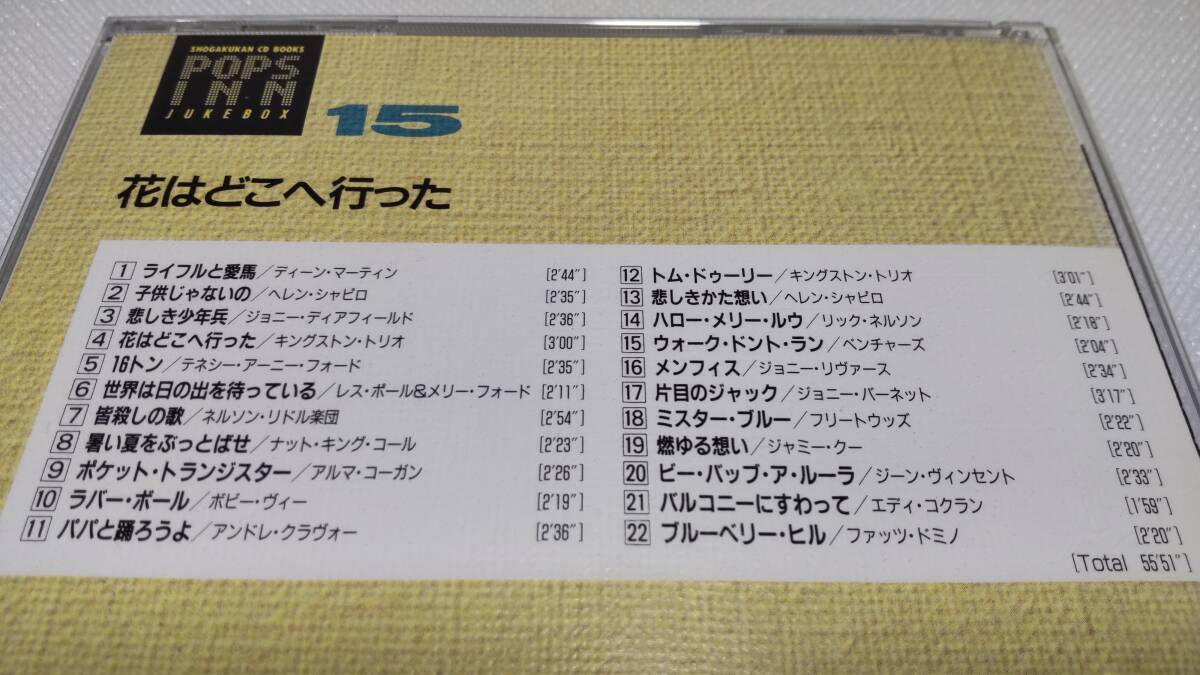 SHOGAKUKAN CD BOOKS
POPS
INN
JUKEBOX
15
花はどこへ行った
1 ライフルと愛馬／ディーン・マーティン [2'44"]
2 子供じゃないの／ヘレン・シャピロ [2'35"]
3 悲しき少年兵／ジョニー・ディアフィールド [2'36"]
4 花はどこへ行った／キングストン・トリオ [3'00"]
5 16トン／テネシー・アーニー・フォード [2'35"]
6 世界は日の出を待っている／レス・ポール&メリー・フォード [2'11"]
7 皆殺しの歌／ネルソン・リドル楽団 [2'54"]
8 暑い夏をぶっとばせ／ナット・キング・コール [2'23"]
9 ポケット・トランジスター／アルマ・コーガン [2'26"]
10 ラバー・ボール／ボビー・ヴィー [2'19"]
11 パパと踊ろうよ／アンドレ・クラヴォー [2'36"]
12 トム・ドゥーリー／キングストン・トリオ [3'01"]
13 悲しきかた想い／ヘレン・シャピロ [2'44"]
14 ハロー・メリー・ルウ／リック・ネルソン [2'18"]
15 ウォーク・ドント・ラン／ベンチャーズ [2'04"]
16 メンフィス／ジョニー・リヴァース [2'34"]
17 片目のジャック／ジョニー・バーネット [3'17"]
18 ミスター・ブルー／フリートウッズ [2'22"]
19 燃ゆる想い／ジャミー・クー [2'20"]
20 ビー・バップ・ア・ルーラ／ジーン・ヴィンセント [2'33"]
21 バルコニーにすわって／エディ・コクラン [1'59"]
22 ブルーベリー・ヒル／ファッツ・ドミノ [2'20"]
[Total 55'51"]